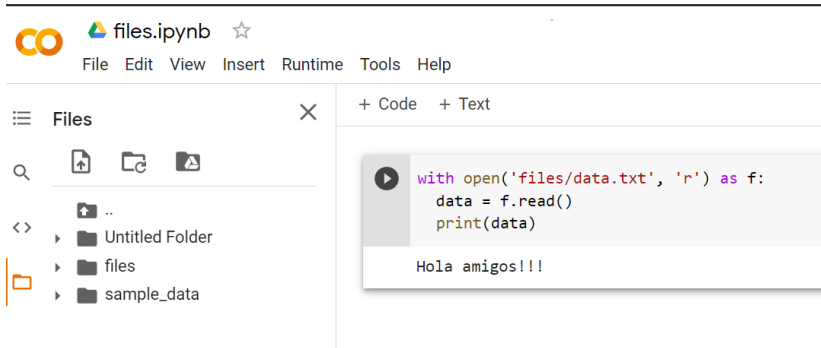 files.ipynb
File Edit View Insert Runtime Tools Help
Files
+ Code + Text
..
Untitled Folder
files
sample_data
with open('files/data.txt', 'r') as f:
  data = f.read()
  print(data)
Hola amigos!!!